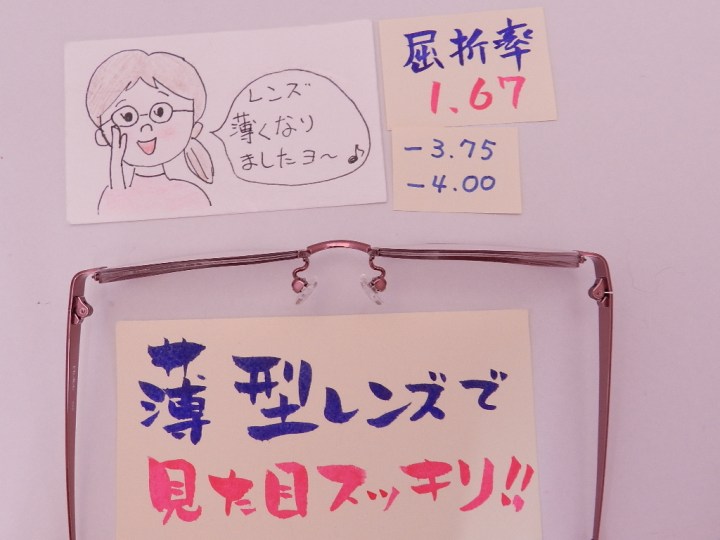 レンズ
薄くなり
ましたヨ～♪
屈折率
1.67
-3.75
-4.00
薄型レンズで
見た目スッキリ!!